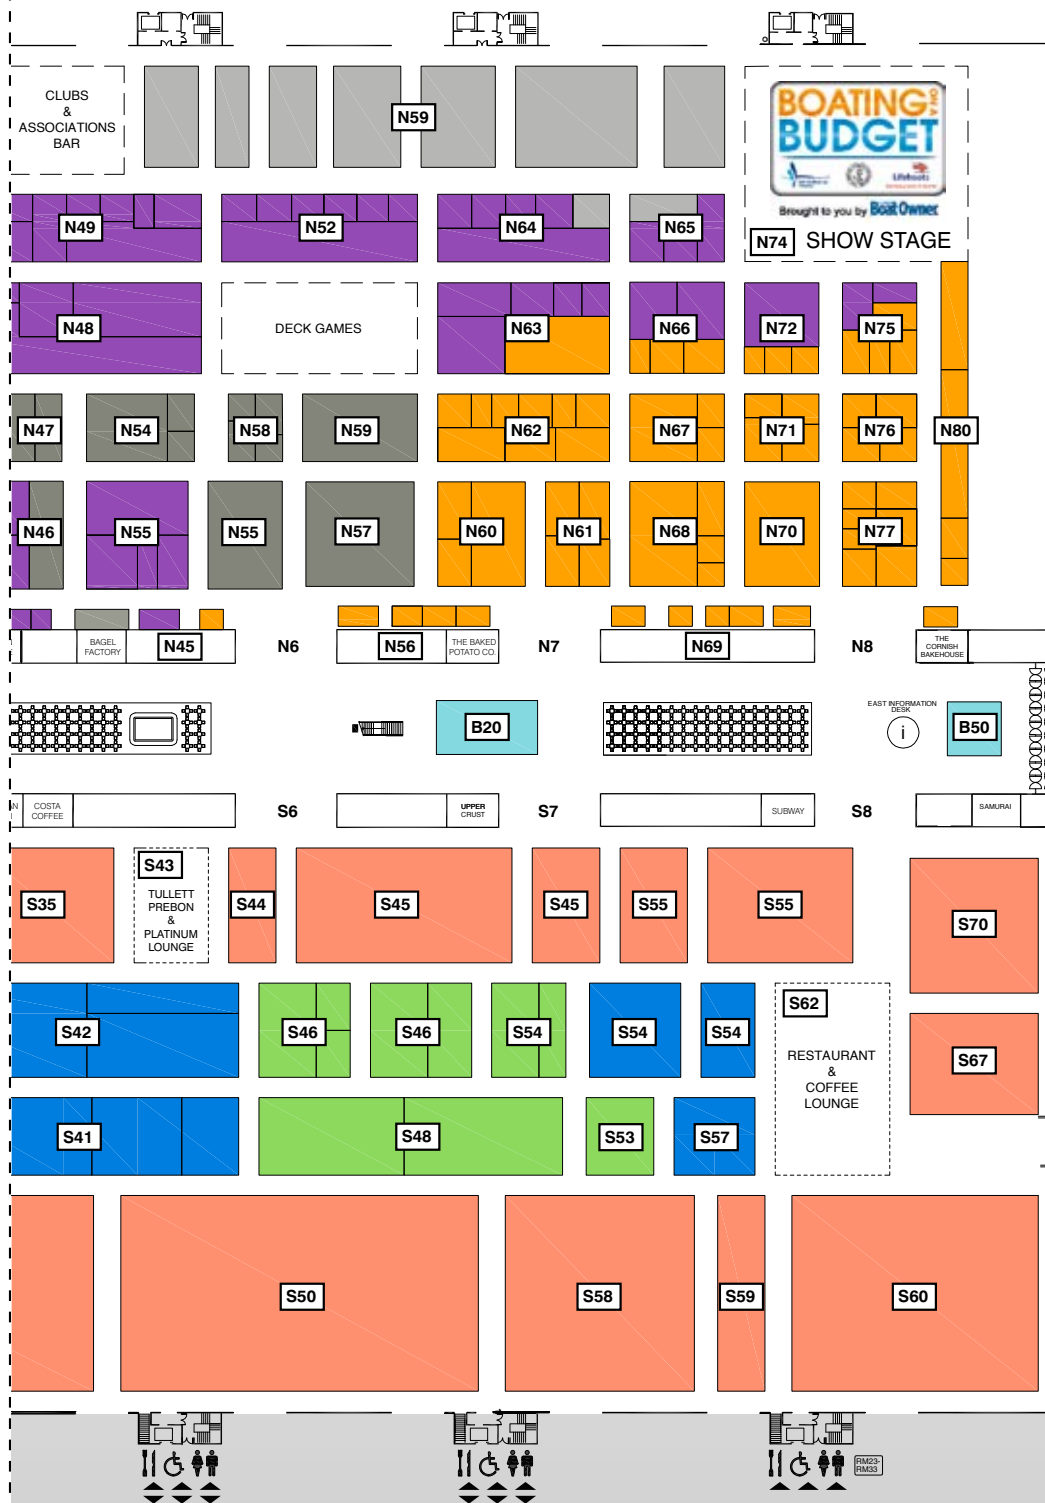 CLUBS
&
ASSOCIATIONS
BAR
N59
BOATING ON A
BUDGET
Lifeboats
Brought to you by Boat Owner
N74 SHOW STAGE
N49
N52
N64
N65
N48
DECK GAMES
N63
N66
N72
N75
N47
N54
N58
N59
N62
N67
N71
N76
N80
N46
N55
N55
N57
N60
N61
N68
N70
N77
BAGEL
FACTORY
N45
N6
N56
THE BAKED
POTATO CO.
N7
N69
N8
THE
CORNISH
BAKEHOUSE
B20
EAST INFORMATION
DESK
i
B50
N
COSTA
COFFEE
S6
UPPER
CRUST
S7
SUBWAY
S8
SAMURAI
S35
S43
TULLETT
PREBON
&
PLATINUM
LOUNGE
S44
S45
S45
S55
S55
S70
S42
S46
S46
S54
S54
S54
S62
RESTAURANT
&
COFFEE
LOUNGE
S67
S41
S48
S53
S57
S50
S58
S59
S60
RM23-
RM33